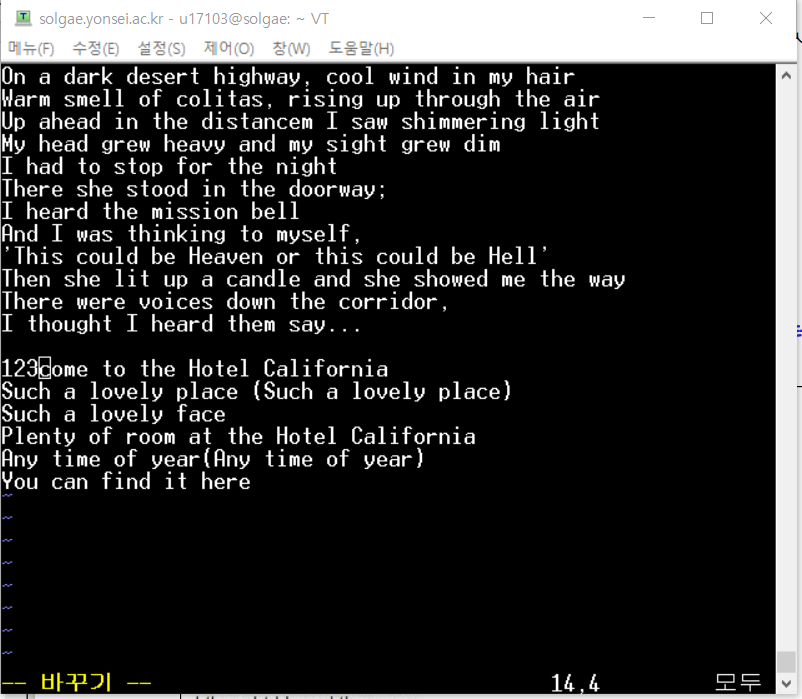 solgae.yonsei.ac.kr - u17103@solgae: ~ VT
메뉴(F) 수정(E) 설정(S) 제어(O) 창(W) 도움말(H)
On a dark desert highway, cool wind in my hair
Warm smell of colitas, rising up through the air
Up ahead in the distancem I saw shimmering light
My head grew heavy and my sight grew dim
I had to stop for the night
There she stood in the doorway;
I heard the mission bell
And I was thinking to myself,
'This could be Heaven or this could be Hell'
Then she lit up a candle and she showed me the way
There were voices down the corridor,
I thought I heard them say...
123come to the Hotel California
Such a lovely place (Such a lovely place)
Such a lovely face
Plenty of room at the Hotel California
Any time of year(Any time of year)
You can find it here
~
~
~
~
~
~
~
~
-- 바꾸기 -- 14,4 모두